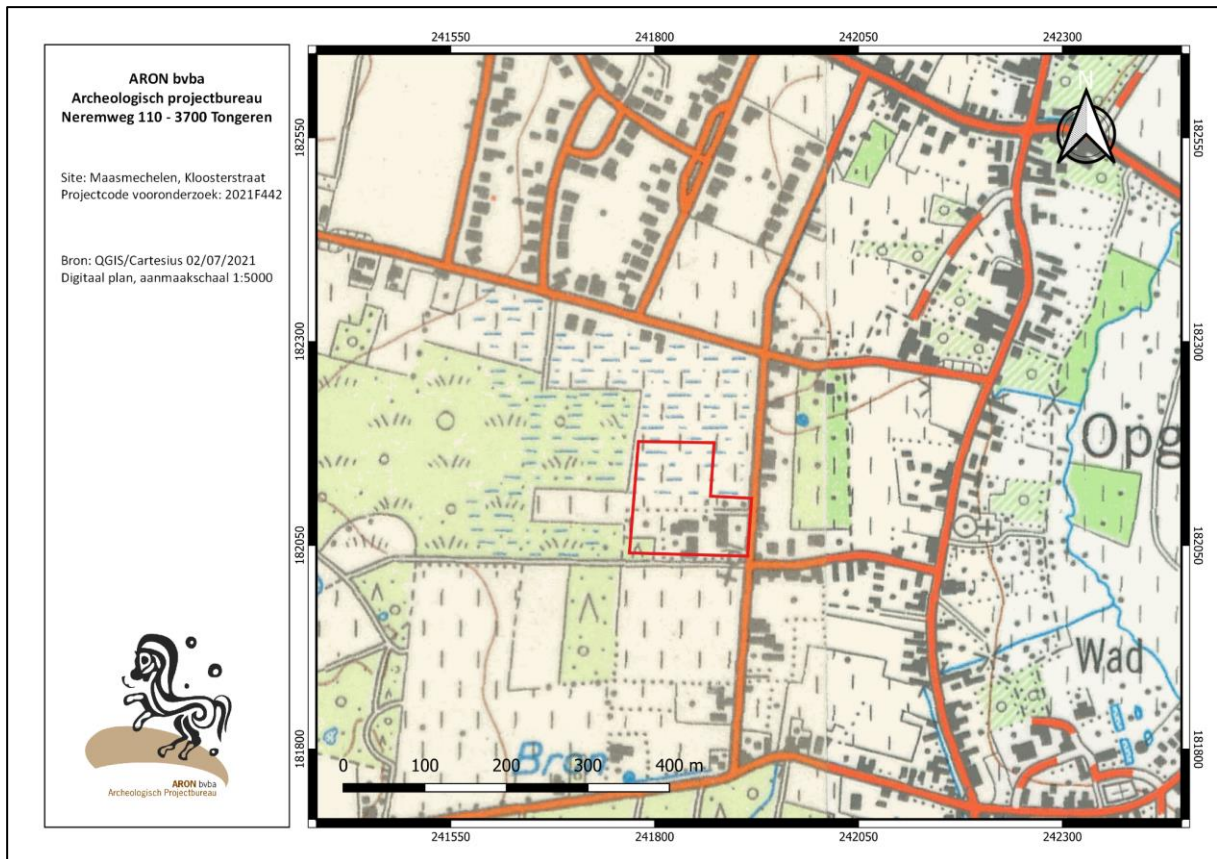 ARON bvba
Archeologisch projectbureau
Neremweg 110 - 3700 Tongeren
Site: Maasmechelen, Kloosterstraat
Projectcode vooronderzoek: 2021F442
Bron: QGIS/Cartesius 02/07/2021
Digitaal plan, aanmaakschaal 1:5000
ARON bvba
Archeologisch Projectbureau
241550 241800 242050 242300
182550 182550
N
182300 182300
Opg
182050 182050
Wad
181800 181800
Bron
0 100 200 300 400 m
241550 241800 242050 242300